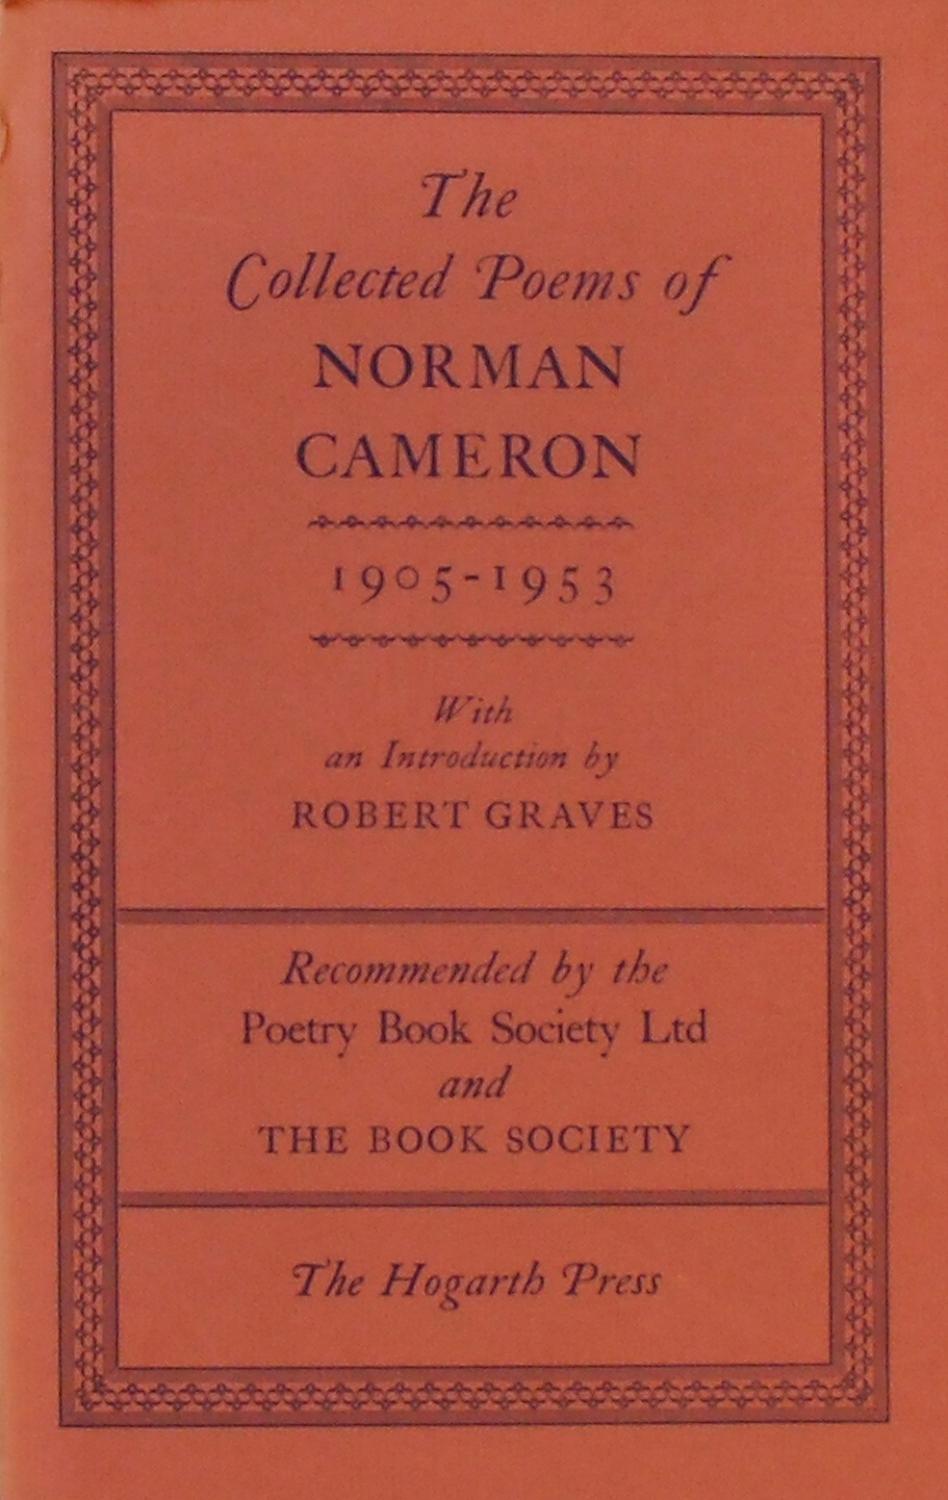 The
Collected Poems of
NORMAN
CAMERON
1905-1953
With
an Introduction by
ROBERT GRAVES
Recommended by the
Poetry Book Society Ltd
and
THE BOOK SOCIETY
The Hogarth Press